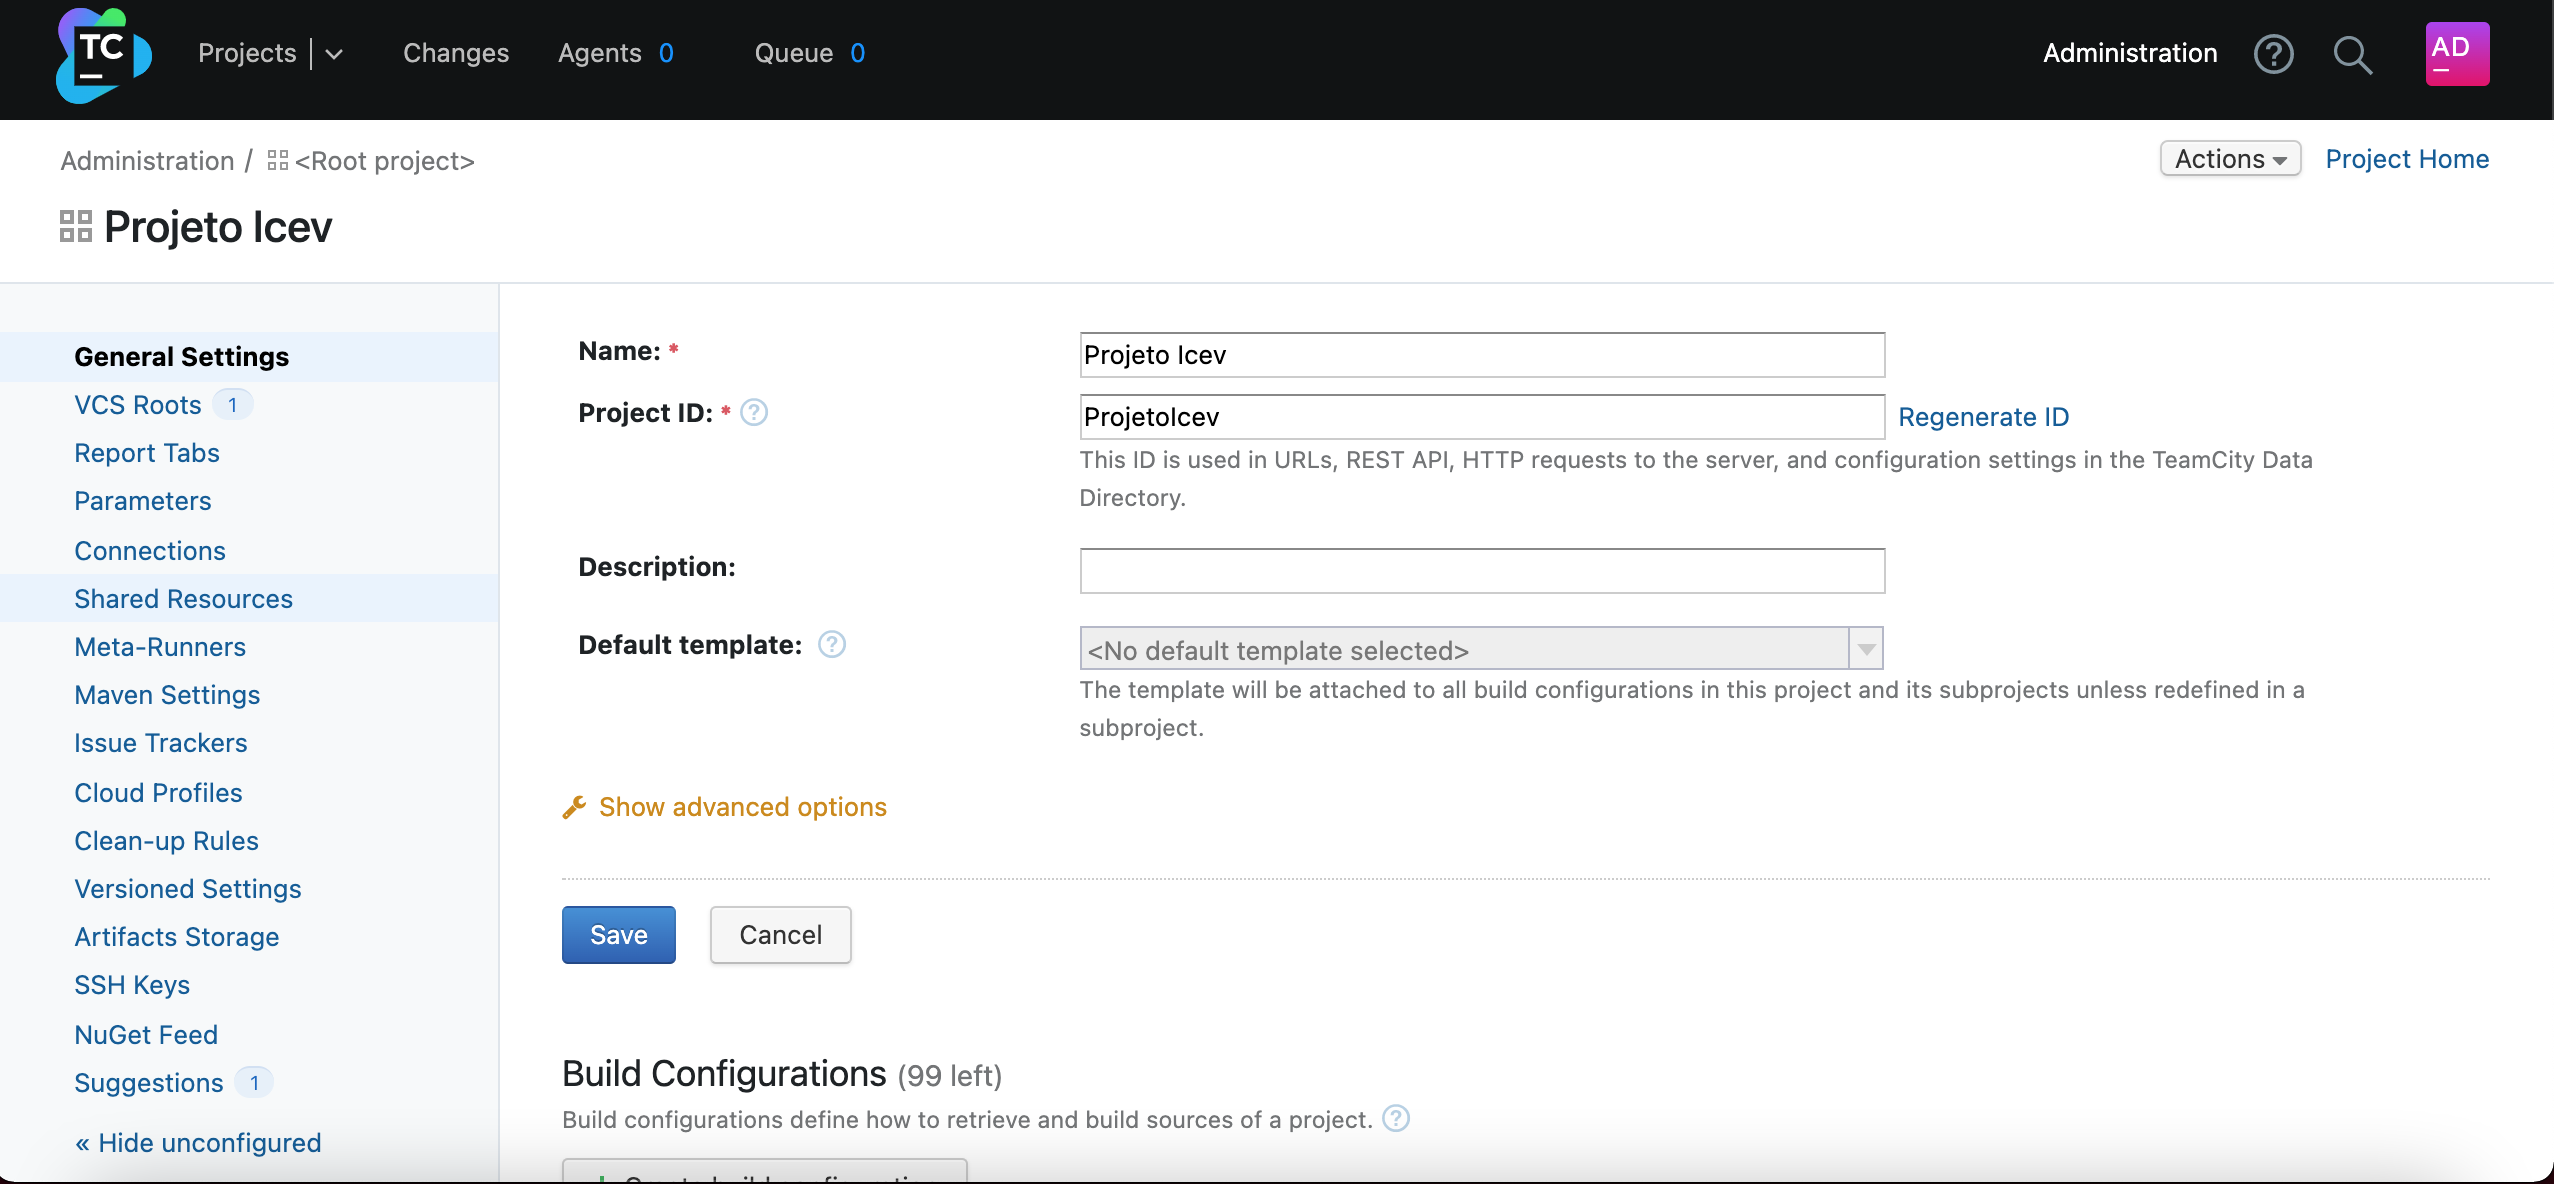 TC
Projects
Changes
Agents 0
Queue 0
Administration
AD
Administration / <Root project>
Actions
Project Home
Projeto Icev
General Settings
VCS Roots 1
Report Tabs
Parameters
Connections
Shared Resources
Meta-Runners
Maven Settings
Issue Trackers
Cloud Profiles
Clean-up Rules
Versioned Settings
Artifacts Storage
SSH Keys
NuGet Feed
Suggestions 1
« Hide unconfigured
Name: * Projeto Icev
Project ID: * ProjetoIcev Regenerate ID
This ID is used in URLs, REST API, HTTP requests to the server, and configuration settings in the TeamCity Data
Directory.
Description:
Default template: <No default template selected>
The template will be attached to all build configurations in this project and its subprojects unless redefined in a
subproject.
Show advanced options
Save
Cancel
Build Configurations (99 left)
Build configurations define how to retrieve and build sources of a project.
Create build configuration